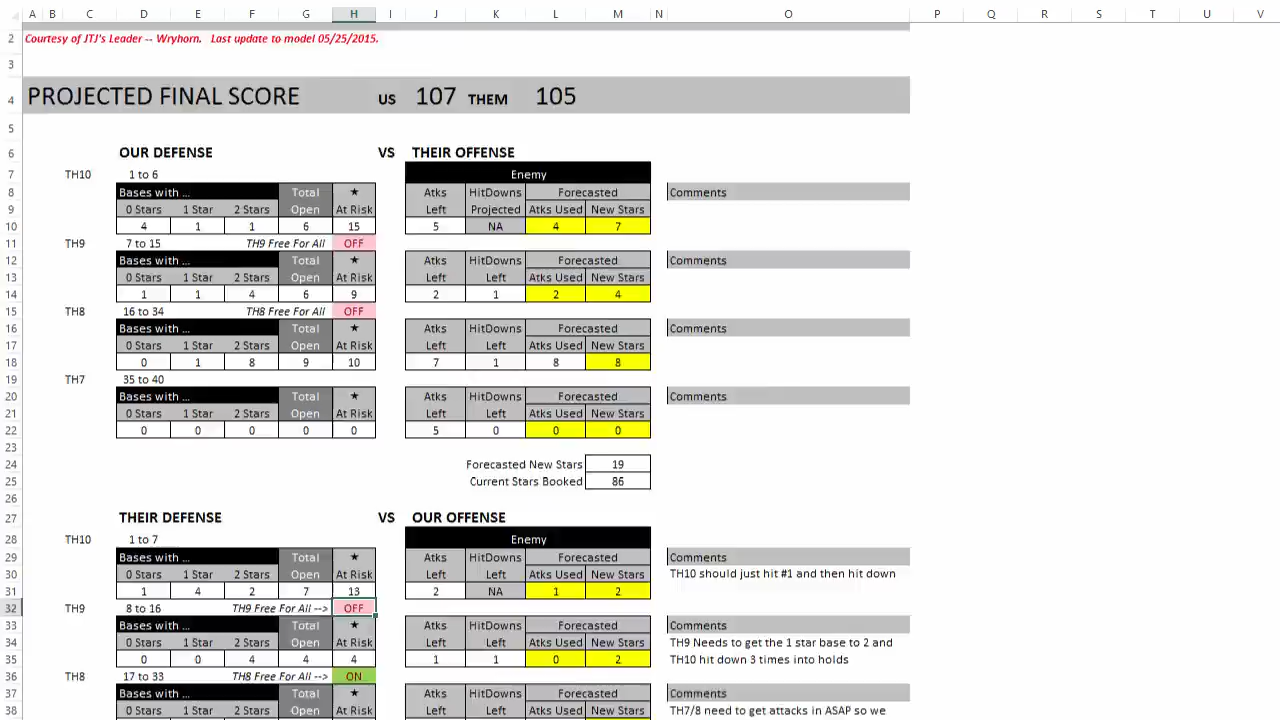 A B C D E F G H I J K L M N O P Q R S T U V
2 Courtesy of JTJ's Leader -- Wryhorn. Last update to model 05/25/2015.
3
4 PROJECTED FINAL SCORE US 107 THEM 105
5
6 OUR DEFENSE VS THEIR OFFENSE
7 TH10 1 to 6 Enemy
8 Bases with ... Total ★ Atks HitDowns Forecasted Comments
9 0 Stars 1 Star 2 Stars Open At Risk Left Projected Atks Used New Stars
10 4 1 1 6 15 5 NA 4 7
11 TH9 7 to 15 TH9 Free For All OFF
12 Bases with ... Total ★ Atks HitDowns Forecasted Comments
13 0 Stars 1 Star 2 Stars Open At Risk Left Left Atks Used New Stars
14 1 1 4 6 9 2 1 2 4
15 TH8 16 to 34 TH8 Free For All OFF
16 Bases with ... Total ★ Atks HitDowns Forecasted Comments
17 0 Stars 1 Star 2 Stars Open At Risk Left Left Atks Used New Stars
18 0 1 8 9 10 7 1 8 8
19 TH7 35 to 40
20 Bases with ... Total ★ Atks HitDowns Forecasted Comments
21 0 Stars 1 Star 2 Stars Open At Risk Left Left Atks Used New Stars
22 0 0 0 0 0 5 0 0 0
23
24 Forecasted New Stars 19
25 Current Stars Booked 86
26
27 THEIR DEFENSE VS OUR OFFENSE
28 TH10 1 to 7 Enemy
29 Bases with ... Total ★ Atks HitDowns Forecasted Comments
30 0 Stars 1 Star 2 Stars Open At Risk Left Left Atks Used New Stars TH10 should just hit #1 and then hit down
31 1 4 2 7 13 2 NA 1 2
32 TH9 8 to 16 TH9 Free For All --> OFF
33 Bases with ... Total ★ Atks HitDowns Forecasted Comments
34 0 Stars 1 Star 2 Stars Open At Risk Left Left Atks Used New Stars TH9 Needs to get the 1 star base to 2 and
35 0 0 4 4 4 1 1 0 2 TH10 hit down 3 times into holds
36 TH8 17 to 33 TH8 Free For All --> ON
37 Bases with ... Total ★ Atks HitDowns Forecasted Comments
38 0 Stars 1 Star 2 Stars Open At Risk Left Left Atks Used New Stars TH7/8 need to get attacks in ASAP so we